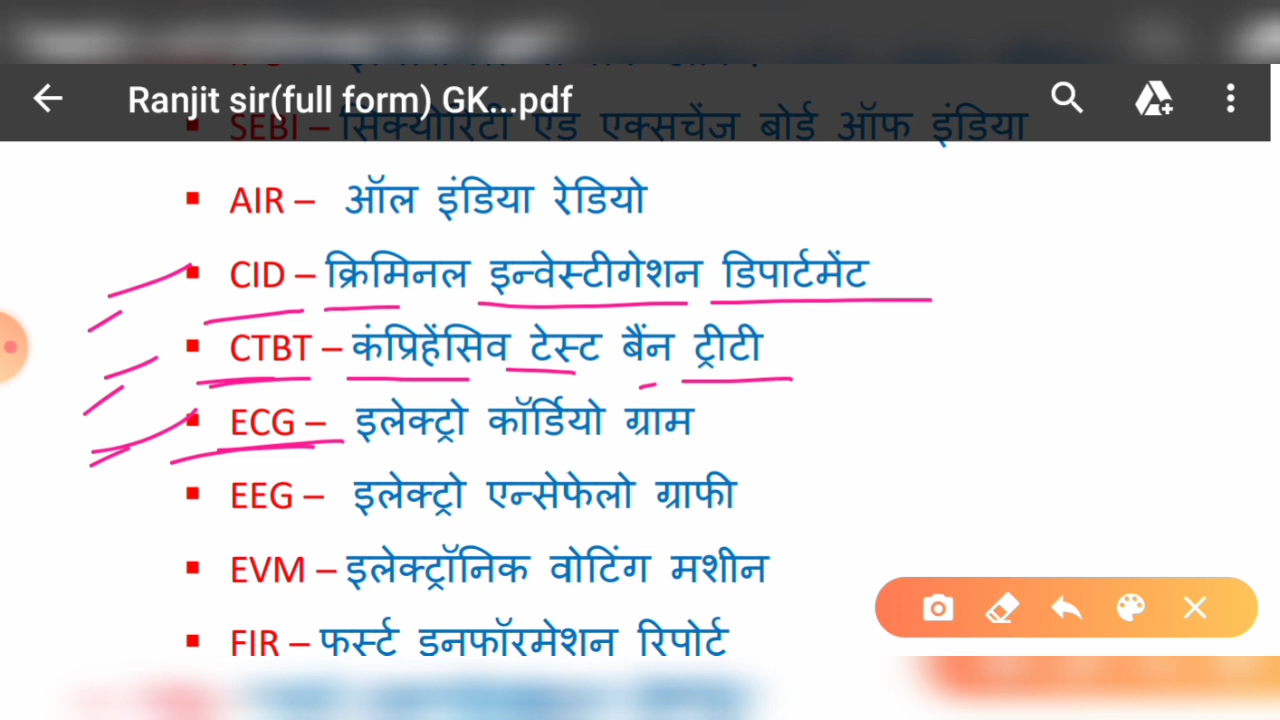 Ranjit sir(full form) GK...pdf
SEBI – सिक्योरिटी एंड एक्सचेंज बोर्ड ऑफ इंडिया
▪ AIR – ऑल इंडिया रेडियो
▪ CID – क्रिमिनल इन्वेस्टीगेशन डिपार्टमेंट
▪ CTBT – कंप्रिहेंसिव टेस्ट बैंन ट्रीटी
▪ ECG – इलेक्ट्रो कॉर्डियो ग्राम
▪ EEG – इलेक्ट्रो एन्सेफेलो ग्राफी
▪ EVM – इलेक्ट्रॉनिक वोटिंग मशीन
▪ FIR – फर्स्ट इनफॉरमेशन रिपोर्ट